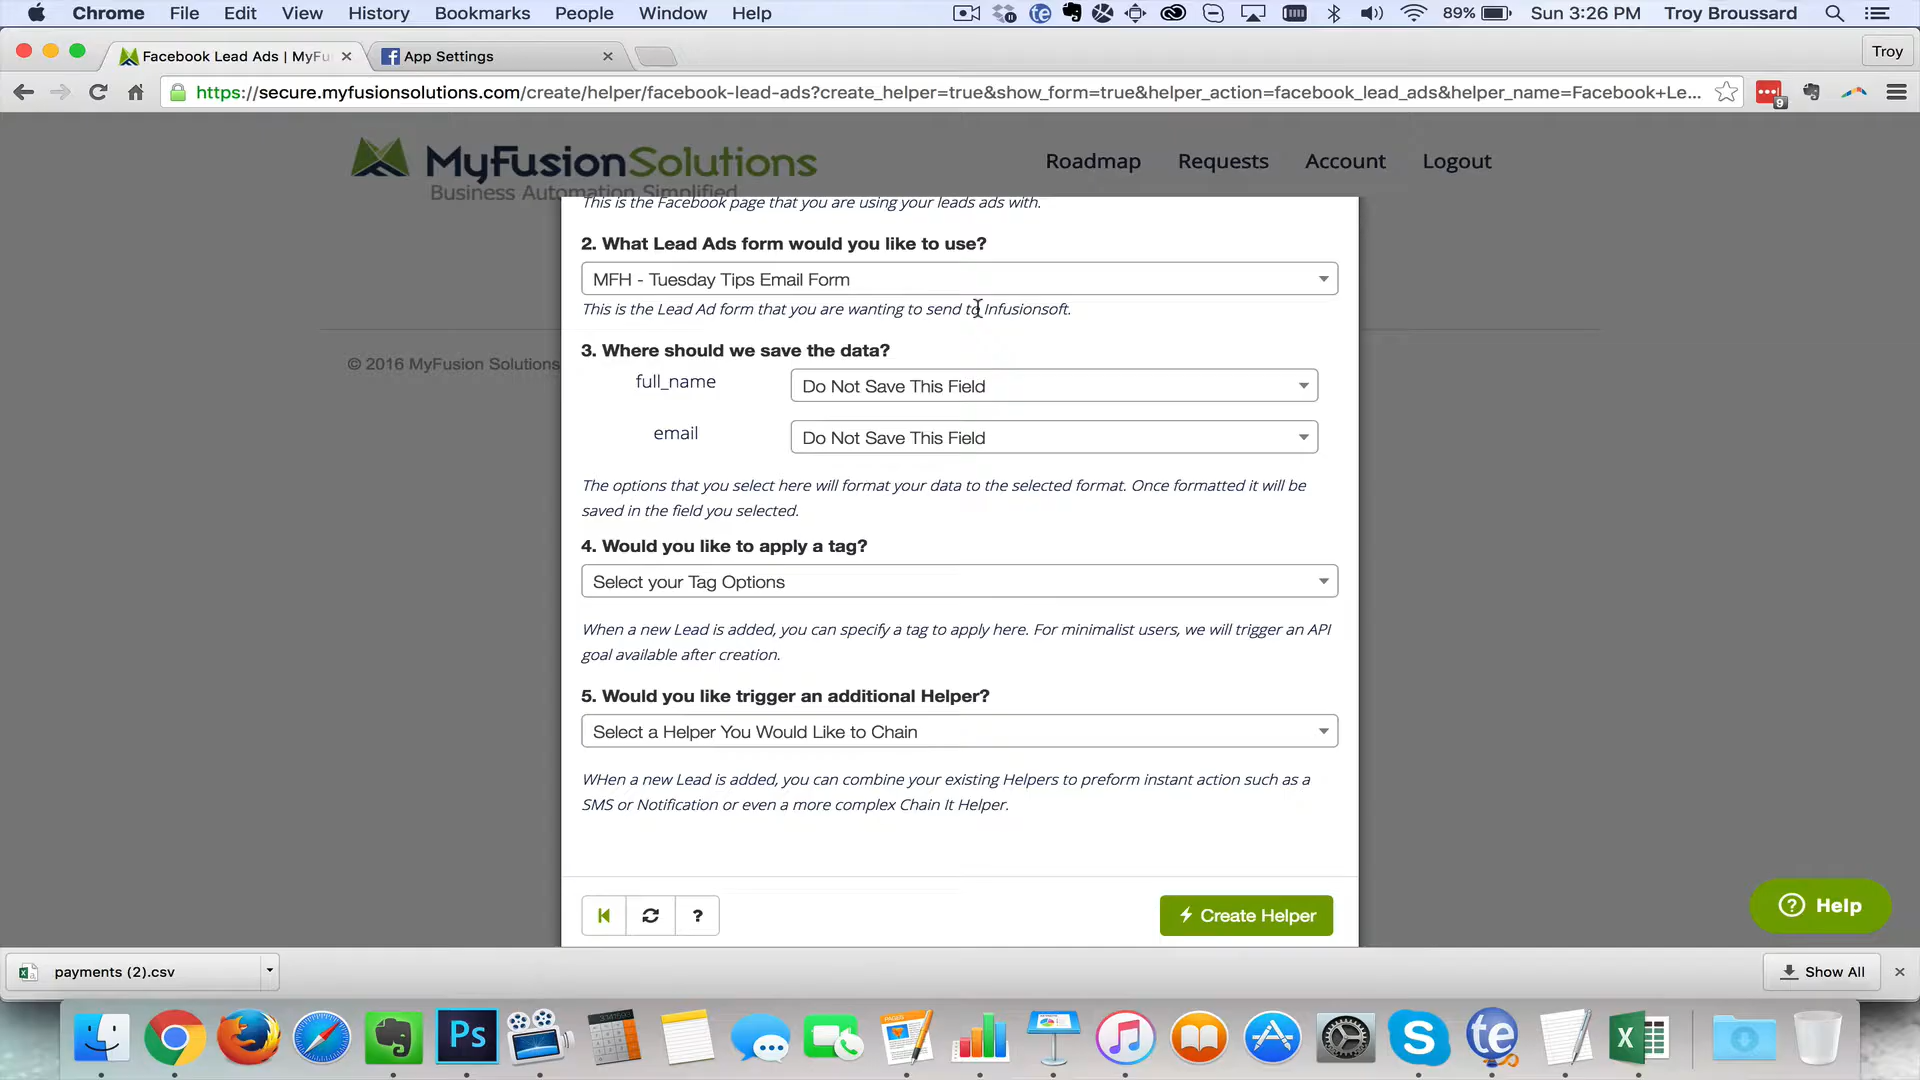 Chrome File Edit View History Bookmarks People Window Help 89% Sun 3:26 PM Troy Broussard
Facebook Lead Ads | MyFu App Settings Troy
https://secure.myfusionsolutions.com/create/helper/facebook-lead-ads?create_helper=true&show_form=true&helper_action=facebook_lead_ads&helper_name=Facebook+Le... 9
MyFusionSolutions
Business Automation Simplified
Roadmap Requests Account Logout
This is the Facebook page that you are using your leads ads with.
2. What Lead Ads form would you like to use?
MFH - Tuesday Tips Email Form
This is the Lead Ad form that you are wanting to send to Infusionsoft.
3. Where should we save the data?
© 2016 MyFusion Solutions
full_name Do Not Save This Field
email Do Not Save This Field
The options that you select here will format your data to the selected format. Once formatted it will be
saved in the field you selected.
4. Would you like to apply a tag?
Select your Tag Options
When a new Lead is added, you can specify a tag to apply here. For minimalist users, we will trigger an API
goal available after creation.
5. Would you like trigger an additional Helper?
Select a Helper You Would Like to Chain
WHen a new Lead is added, you can combine your existing Helpers to preform instant action such as a
SMS or Notification or even a more complex Chain It Helper.
? Create Helper
? Help
payments (2).csv Show All
Ps PAGES S te X